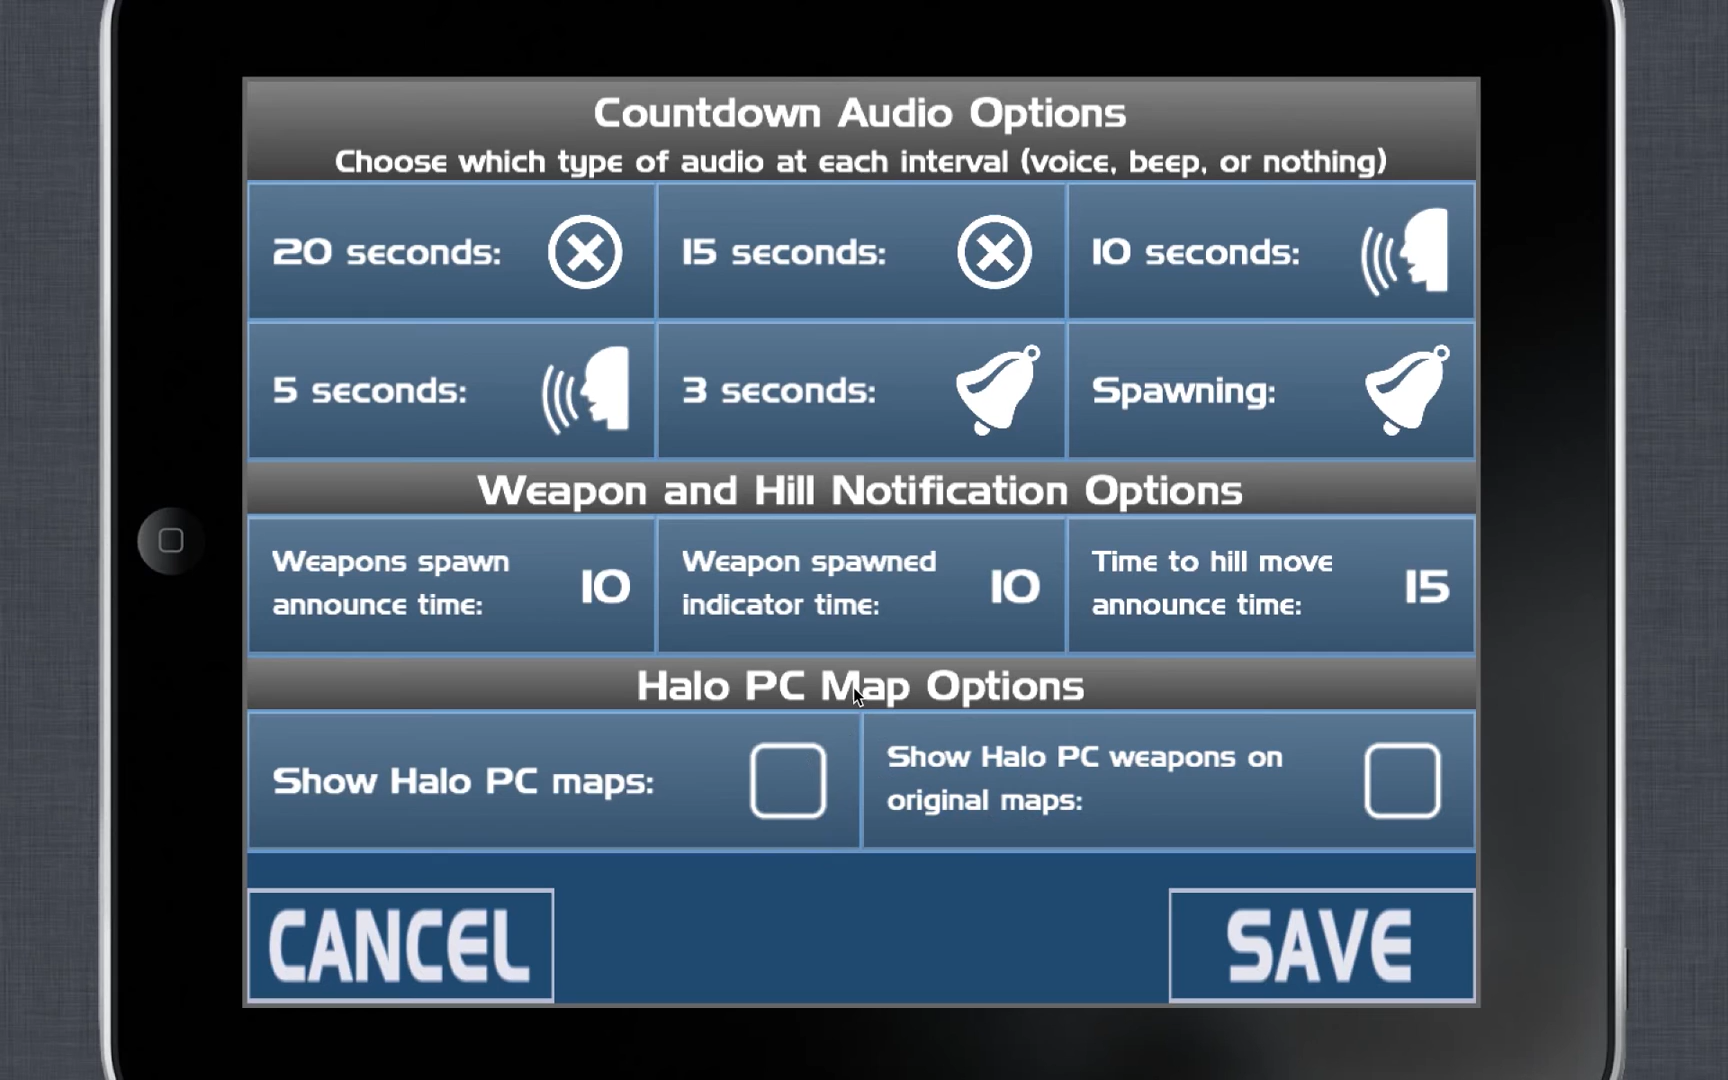 Countdown Audio Options
Choose which type of audio at each interval (voice, beep, or nothing)
20 seconds:
15 seconds:
10 seconds:
5 seconds:
3 seconds:
Spawning:
Weapon and Hill Notification Options
Weapons spawn
announce time:
10
Weapon spawned
indicator time:
10
Time to hill move
announce time:
15
Halo PC Map Options
Show Halo PC maps:
Show Halo PC weapons on
original maps:
CANCEL
SAVE